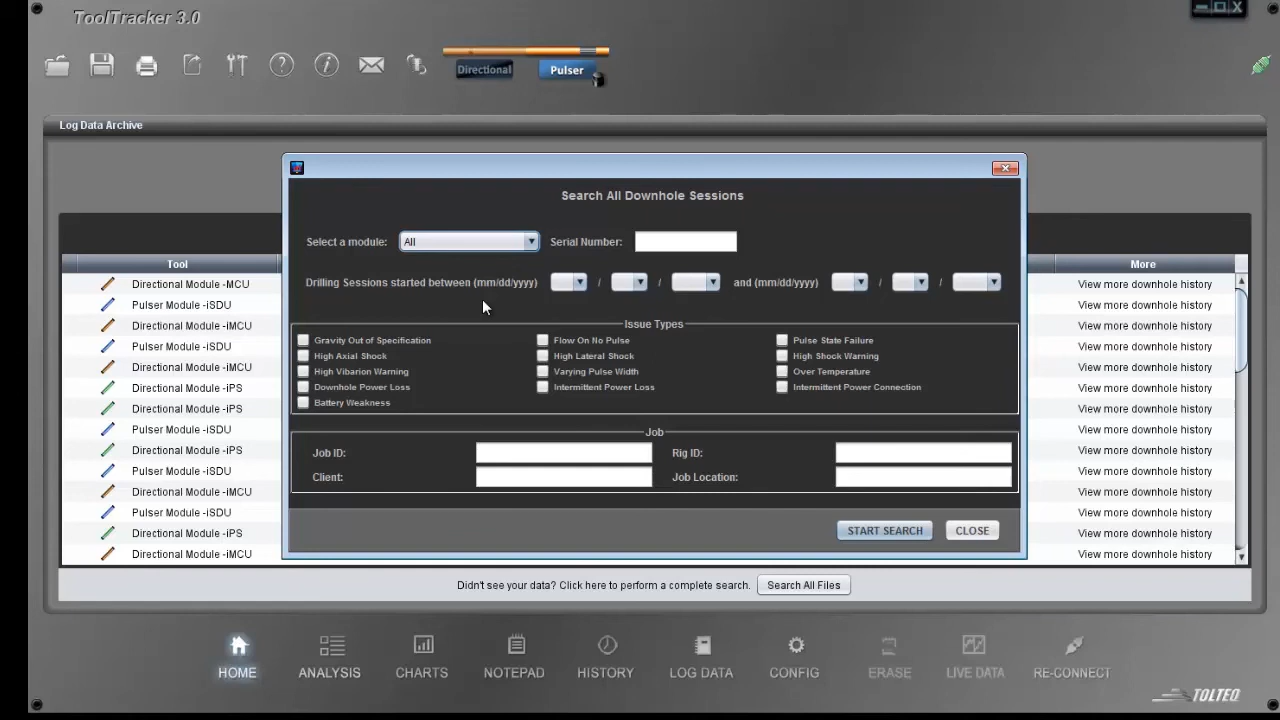 ToolTracker 3.0
Directional Pulser
Log Data Archive
Search All Downhole Sessions
Select a module: All Serial Number:
Drilling Sessions started between (mm/dd/yyyy) / / and (mm/dd/yyyy) / /
Issue Types
Gravity Out of Specification Flow On No Pulse Pulse State Failure
High Axial Shock High Lateral Shock High Shock Warning
High Vibarion Warning Varying Pulse Width Over Temperature
Downhole Power Loss Intermittent Power Loss Intermittent Power Connection
Battery Weakness
Job
Job ID: Rig ID:
Client: Job Location:
START SEARCH CLOSE
Tool More
Directional Module -MCU View more downhole history
Pulser Module -iSDU View more downhole history
Directional Module -iMCU View more downhole history
Pulser Module -iSDU View more downhole history
Directional Module -iMCU View more downhole history
Directional Module -iPS View more downhole history
Directional Module -iPS View more downhole history
Pulser Module -iSDU View more downhole history
Directional Module -iPS View more downhole history
Pulser Module -iSDU View more downhole history
Directional Module -iMCU View more downhole history
Pulser Module -iSDU View more downhole history
Directional Module -iPS View more downhole history
Directional Module -iMCU View more downhole history
Didn't see your data? Click here to perform a complete search. Search All Files
HOME ANALYSIS CHARTS NOTEPAD HISTORY LOG DATA CONFIG ERASE LIVE DATA RE-CONNECT
TOLTEQ